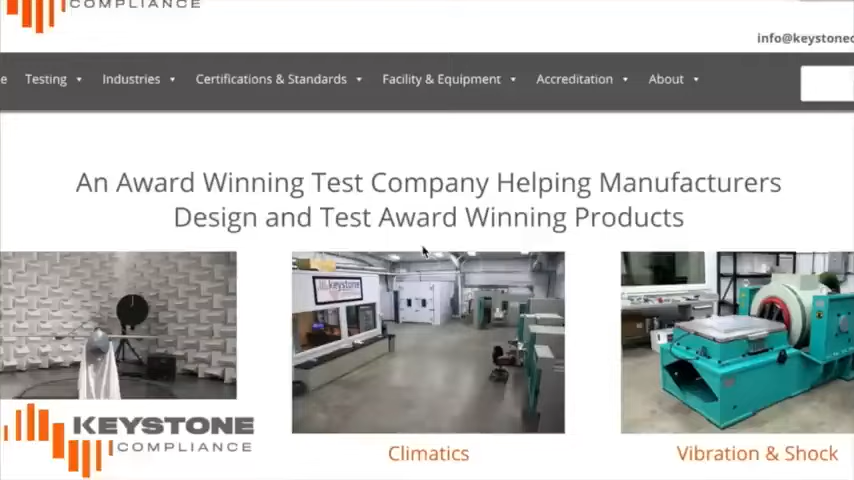 COMPLIANCE
info@keystonec
e Testing Industries Certifications & Standards Facility & Equipment Accreditation About
An Award Winning Test Company Helping Manufacturers
Design and Test Award Winning Products
keystone
KEYSTONE
COMPLIANCE
Climatics
Vibration & Shock